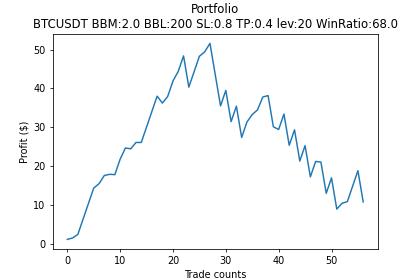 Portfolio
BTCUSDT BBM:2.0 BBL:200 SL:0.8 TP:0.4 lev:20 WinRatio:68.0
50
40
30
20
10
0
Profit ($)
0 10 20 30 40 50
Trade counts